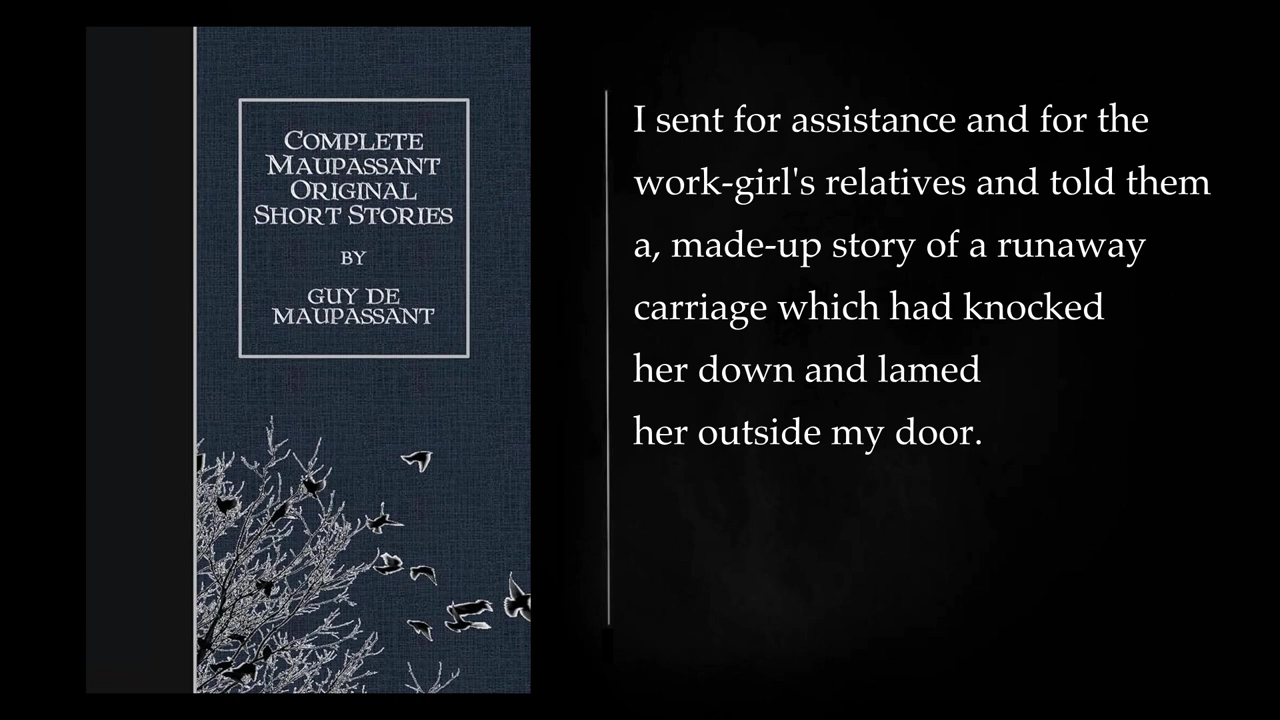 COMPLETE
MAUPASSANT
ORIGINAL
SHORT STORIES
BY
GUY DE
MAUPASSANT
I sent for assistance and for the
work-girl's relatives and told them
a, made-up story of a runaway
carriage which had knocked
her down and lamed
her outside my door.